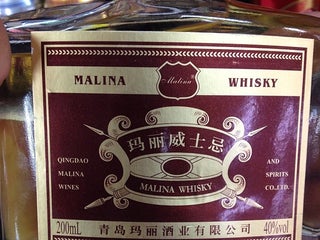 MALINA Malina® WHISKY
玛丽威士忌
QINGDAO
MALINA
WINES
AND
SPIRITS
CO.,LTD.
MALINA WHISKY
200mL 青岛玛丽酒业有限公司 40%vol